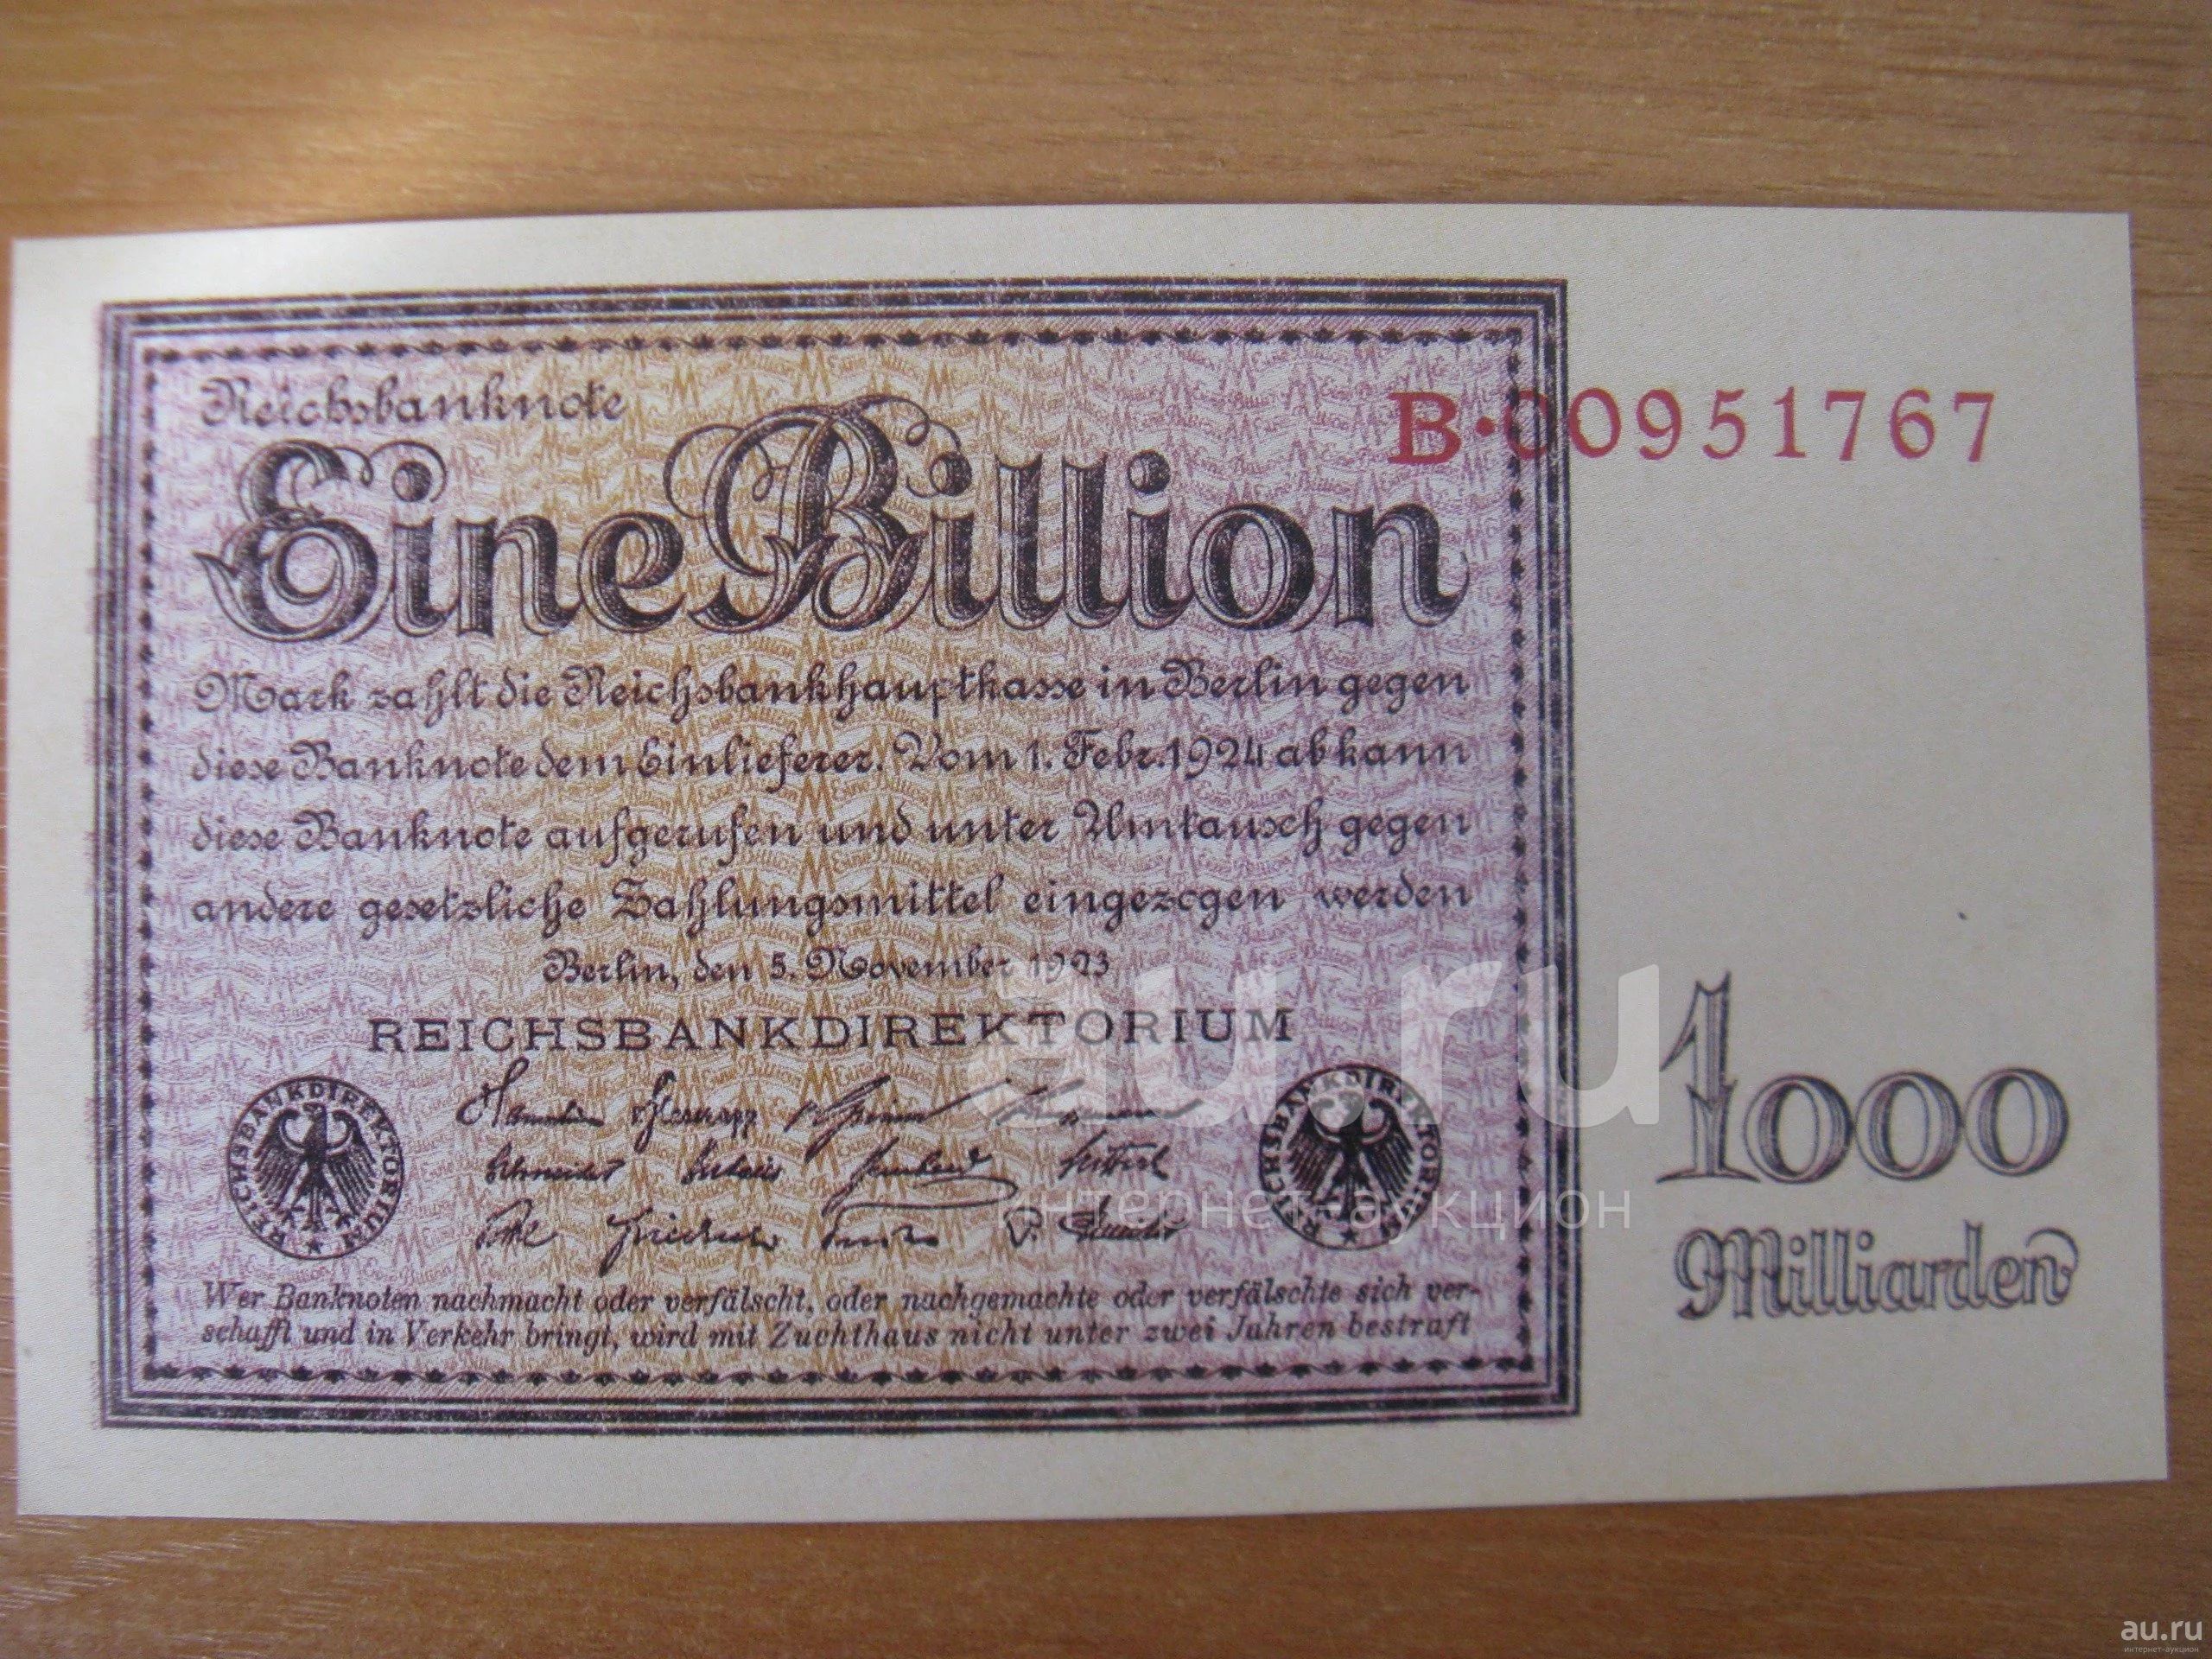 Reichsbanknote
B·00951767
Eine Billion
Mark zahlt die Reichsbankhauptkasse in Berlin gegen
diese Banknote dem Einlieferer. Vom 1. Febr. 1924 ab kann
diese Banknote aufgerufen und unter Umtausch gegen
andere gesetzliche Zahlungsmittel eingezogen werden
Berlin, den 5. November 1923
REICHSBANKDIREKTORIUM
REICHSBANKDIREKTORIUM
REICHSBANKDIREKTORIUM
1000
Milliarden
Wer Banknoten nachmacht oder verfälscht, oder nachgemachte oder verfälschte sich ver-
schafft und in Verkehr bringt, wird mit Zuchthaus nicht unter zwei Jahren bestraft
au.ru
интернет-аукцион
au.ru
интернет-аукцион